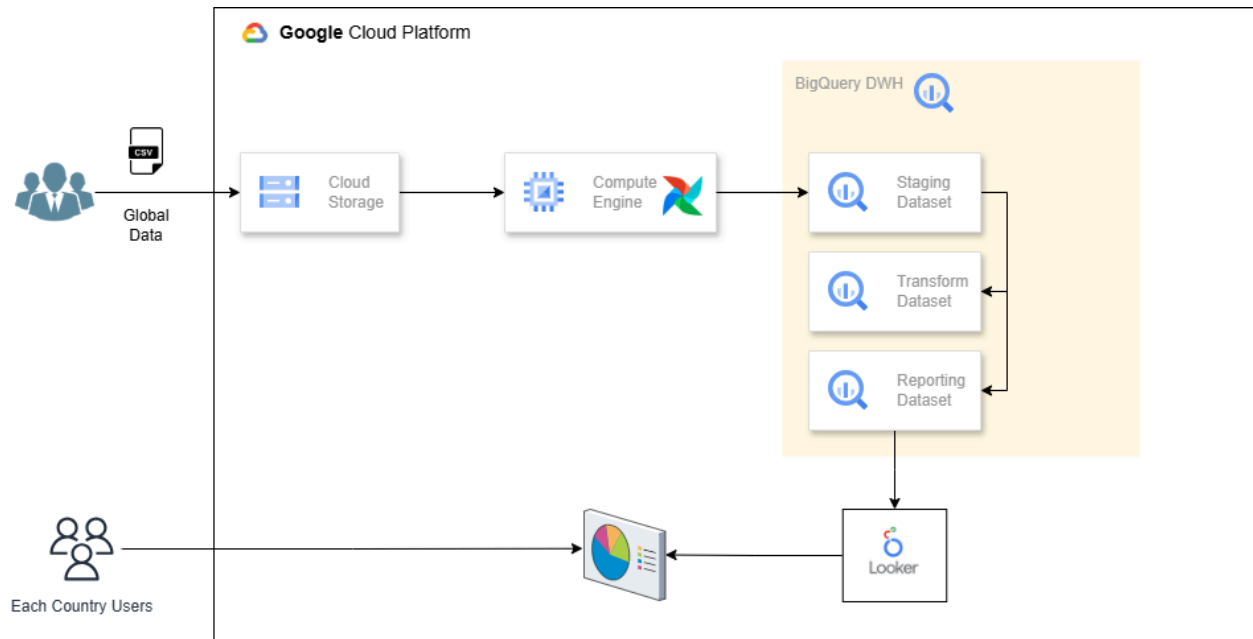 Google Cloud Platform
BigQuery DWH
CSV
Global
Data
Cloud
Storage
Compute
Engine
Staging
Dataset
Transform
Dataset
Reporting
Dataset
Looker
Each Country Users